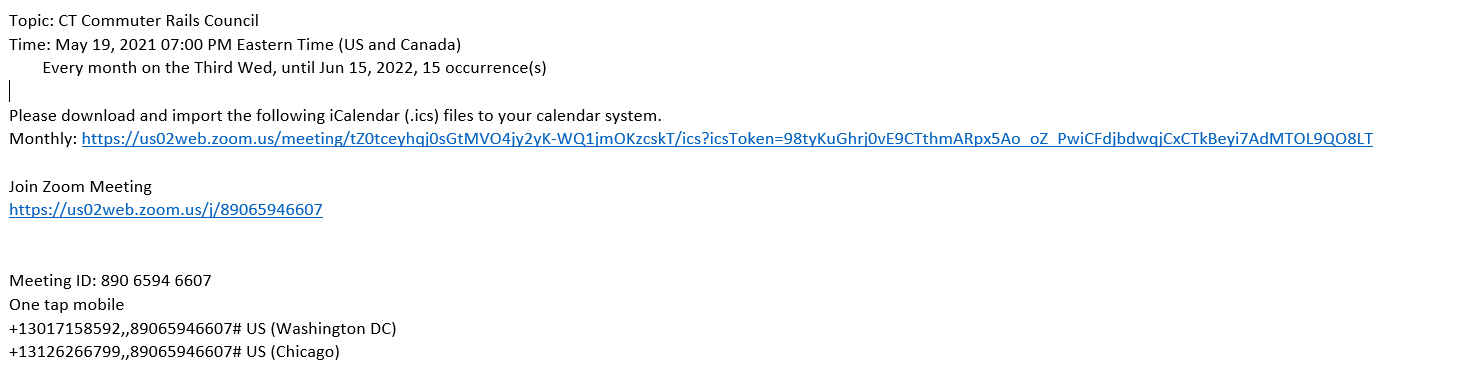 Topic: CT Commuter Rails Council
Time: May 19, 2021 07:00 PM Eastern Time (US and Canada)
Every month on the Third Wed, until Jun 15, 2022, 15 occurrence(s)
Please download and import the following iCalendar (.ics) files to your calendar system.
Monthly: https://us02web.zoom.us/meeting/tZ0tceyhqj0sGtMVO4jy2yK-WQ1jmOKzcskT/ics?icsToken=98tyKuGhrj0vE9CTthmARpx5Ao_oZ_PwiCFdjbdwqjCxCTkBeyi7AdMTOL9QO8LT
Join Zoom Meeting
https://us02web.zoom.us/j/89065946607
Meeting ID: 890 6594 6607
One tap mobile
+13017158592,,89065946607# US (Washington DC)
+13126266799,,89065946607# US (Chicago)